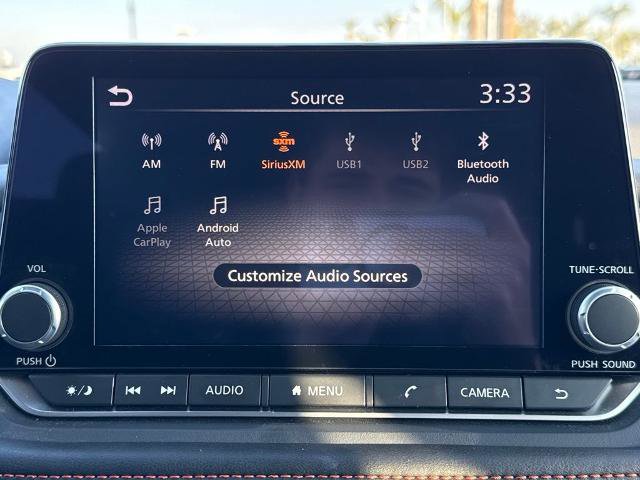 Source 3:33
AM FM SiriusXM USB1 USB2 Bluetooth Audio
sxm
Apple CarPlay Android Auto
Customize Audio Sources
VOL TUNE·SCROLL
PUSH PUSH SOUND
AUDIO MENU CAMERA